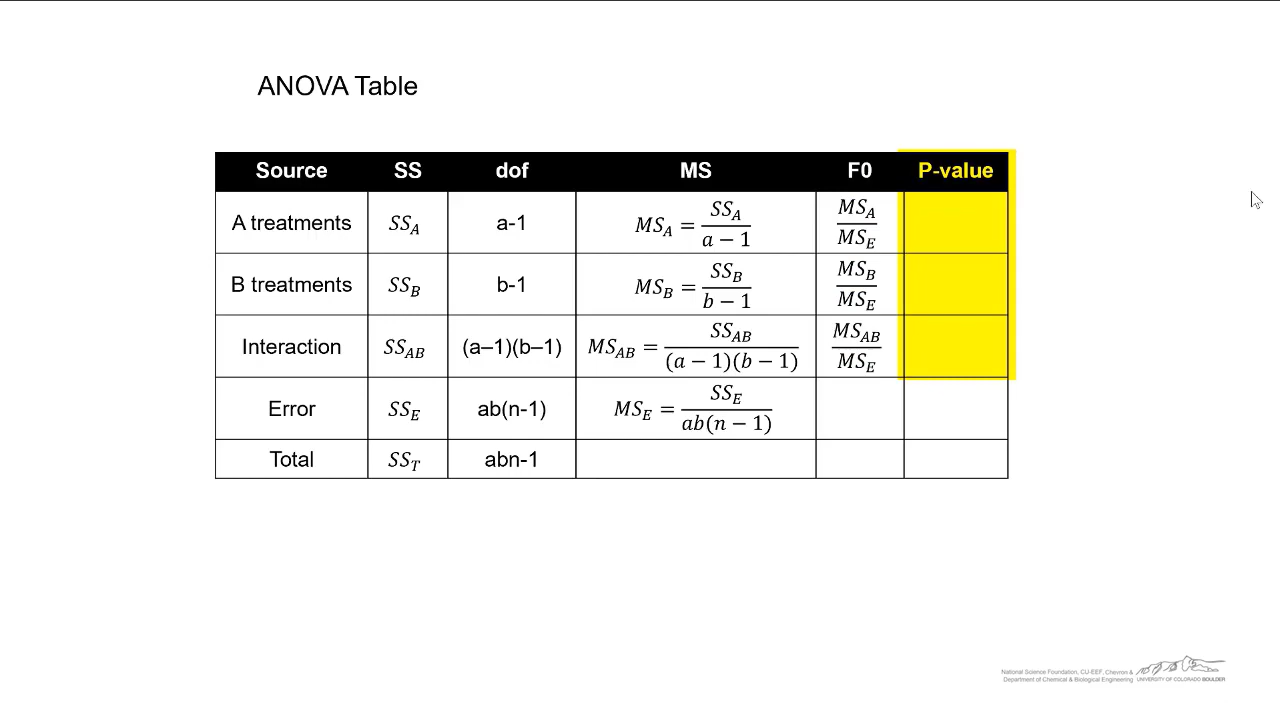 ANOVA Table
Source SS dof MS F0 P-value
A treatments SS_A a-1 MS_A = SS_A / (a − 1) MS_A / MS_E
B treatments SS_B b-1 MS_B = SS_B / (b − 1) MS_B / MS_E
Interaction SS_AB (a–1)(b–1) MS_AB = SS_AB / (a − 1)(b − 1) MS_AB / MS_E
Error SS_E ab(n-1) MS_E = SS_E / ab(n − 1)
Total SS_T abn-1
National Science Foundation, CU-EEF, Chevron &
Department of Chemical & Biological Engineering UNIVERSITY OF COLORADO BOULDER